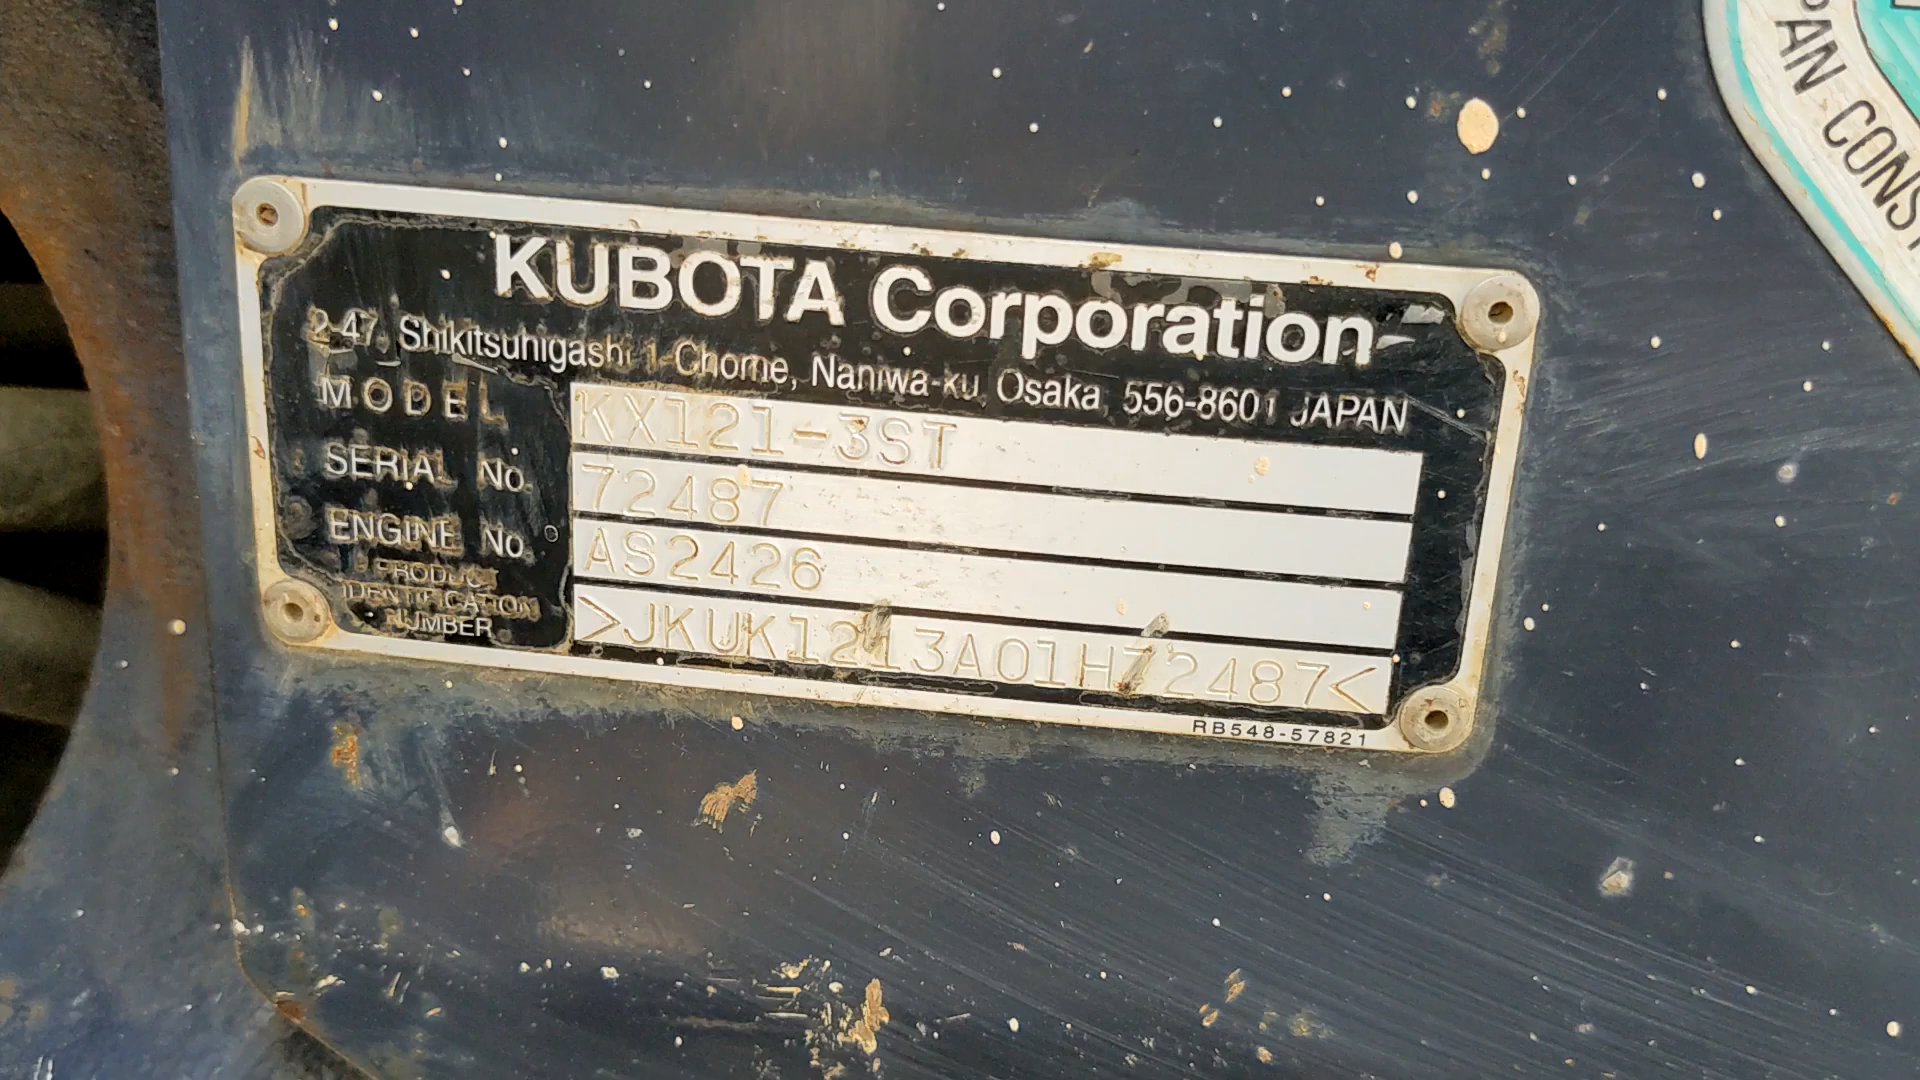 KUBOTA Corporation
2-47, Shikitsuhigashi 1-Chome, Naniwa-ku, Osaka, 556-8601 JAPAN
MODEL KX121-3ST
SERIAL No. 72487
ENGINE No. AS2426
PRODUCT
IDENTIFICATION
NUMBER
>JKUK1213A01H72487<
RB548-57821
PAN CONST